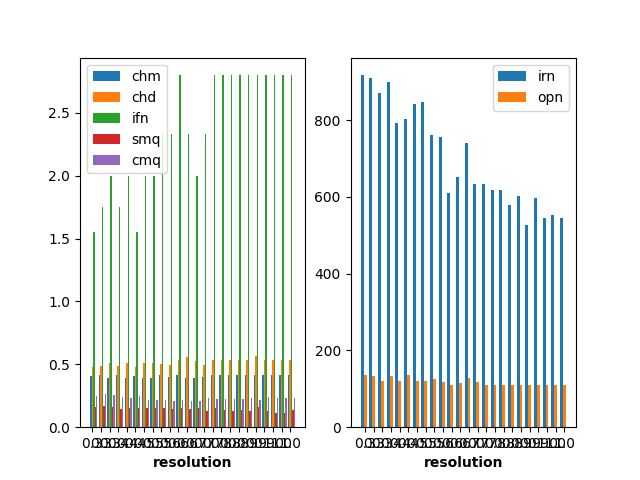 chm
chd
ifn
smq
cmq
2.5
2.0
1.5
1.0
0.5
0.0
resolution
irn
opn
800
600
400
200
0
resolution